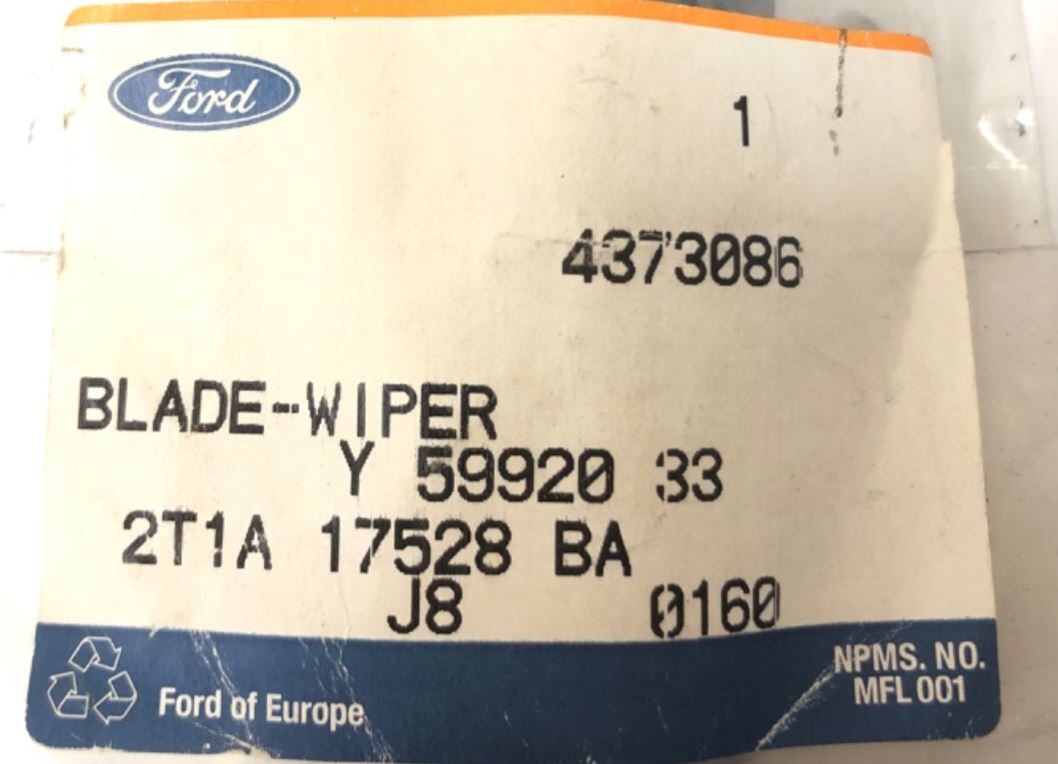 Ford
1
4373086
BLADE-WIPER
Y 59920 33
2T1A 17528 BA
J8 0160
Ford of Europe
NPMS. NO.
MFL 001